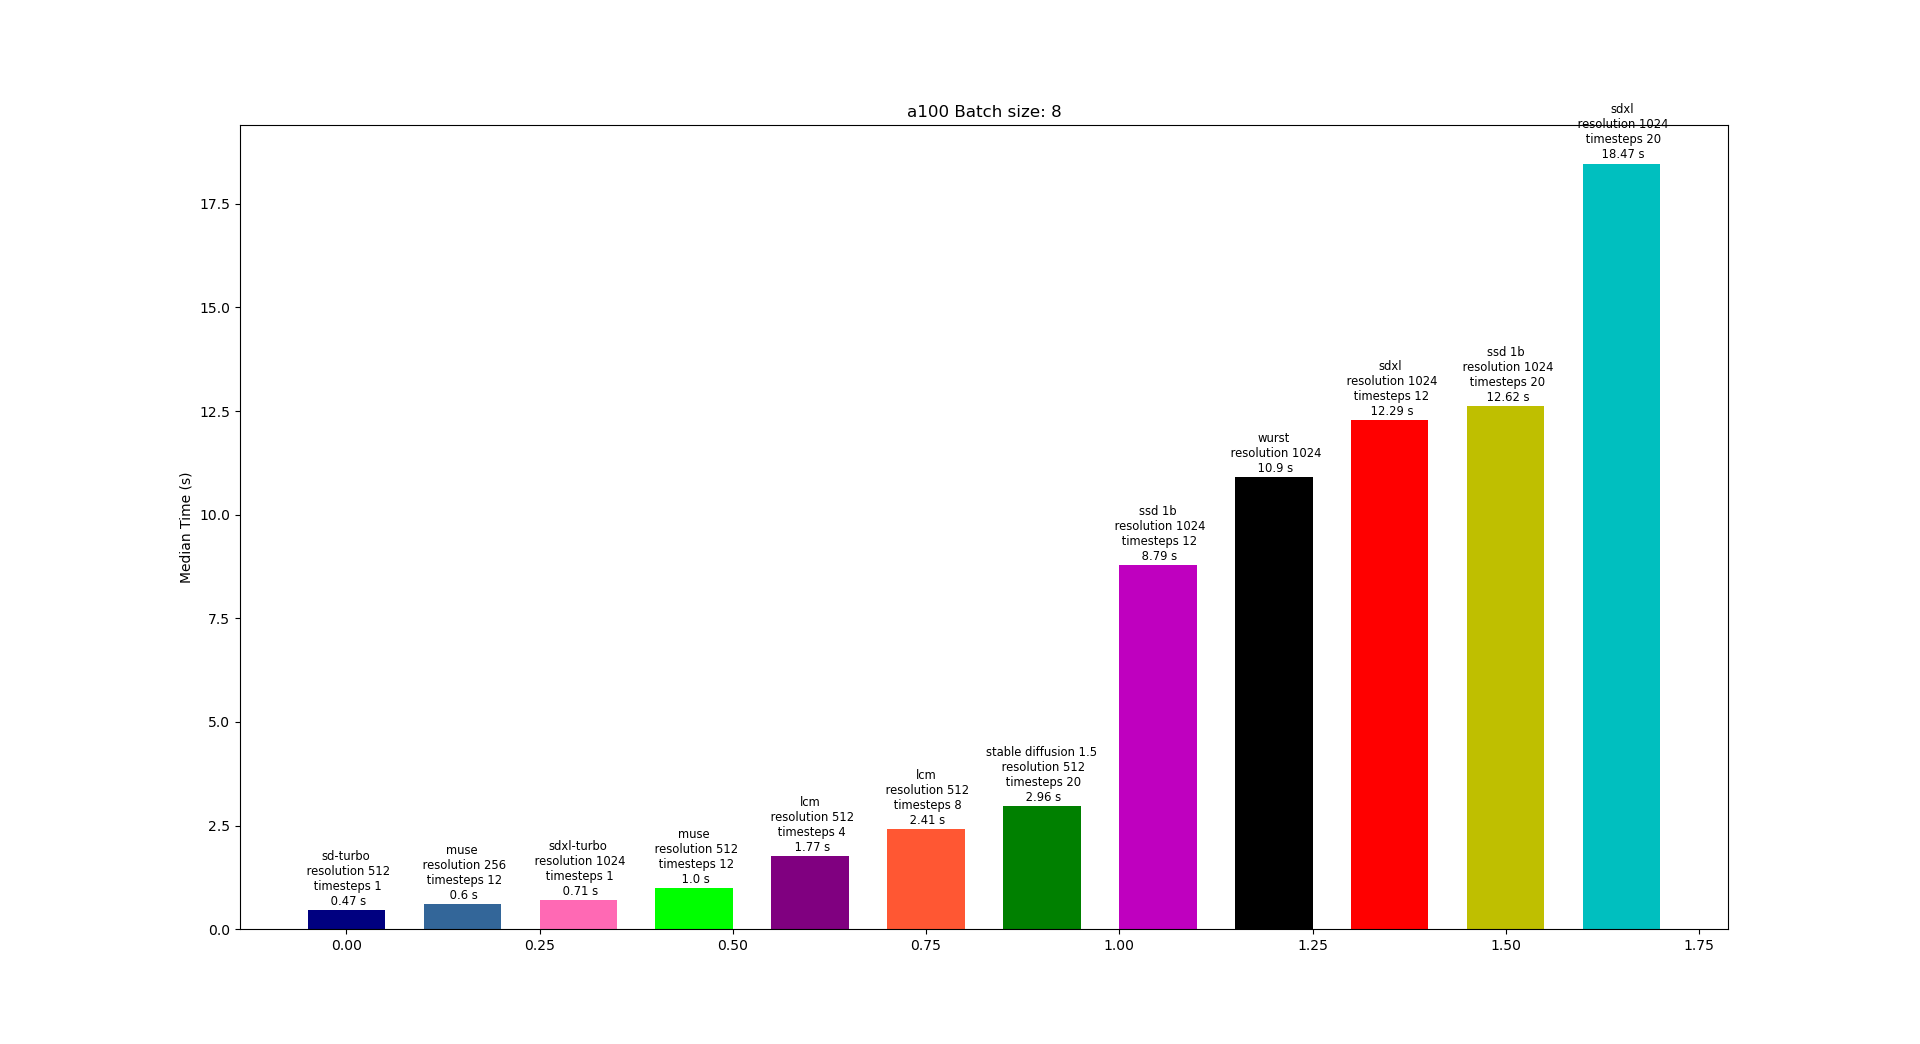 a100 Batch size: 8
Median Time (s)
17.5
15.0
12.5
10.0
7.5
5.0
2.5
0.0
sd-turbo
resolution 512
timesteps 1
0.47 s
muse
resolution 256
timesteps 12
0.6 s
sdxl-turbo
resolution 1024
timesteps 1
0.71 s
muse
resolution 512
timesteps 12
1.0 s
lcm
resolution 512
timesteps 4
1.77 s
lcm
resolution 512
timesteps 8
2.41 s
stable diffusion 1.5
resolution 512
timesteps 20
2.96 s
ssd 1b
resolution 1024
timesteps 12
8.79 s
wurst
resolution 1024
10.9 s
sdxl
resolution 1024
timesteps 12
12.29 s
ssd 1b
resolution 1024
timesteps 20
12.62 s
sdxl
resolution 1024
timesteps 20
18.47 s
0.00
0.25
0.50
0.75
1.00
1.25
1.50
1.75